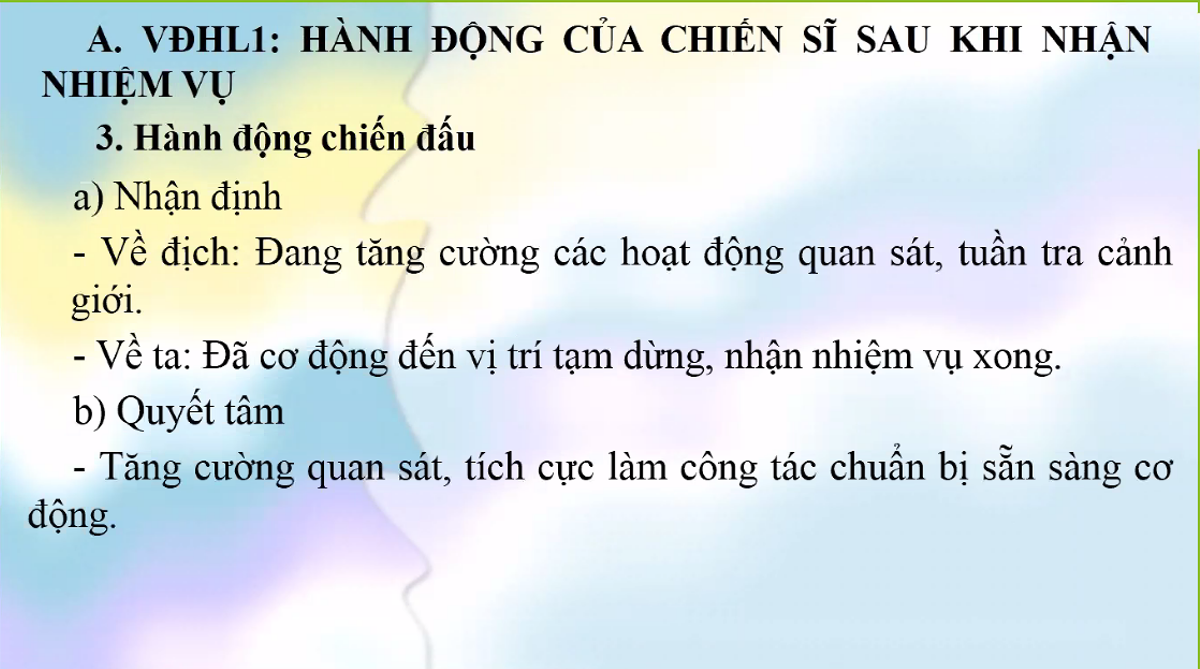 A. VĐHL1: HÀNH ĐỘNG CỦA CHIẾN SĨ SAU KHI NHẬN
NHIỆM VỤ
3. Hành động chiến đấu
a) Nhận định
- Về địch: Đang tăng cường các hoạt động quan sát, tuần tra cảnh
giới.
- Về ta: Đã cơ động đến vị trí tạm dừng, nhận nhiệm vụ xong.
b) Quyết tâm
- Tăng cường quan sát, tích cực làm công tác chuẩn bị sẵn sàng cơ
động.